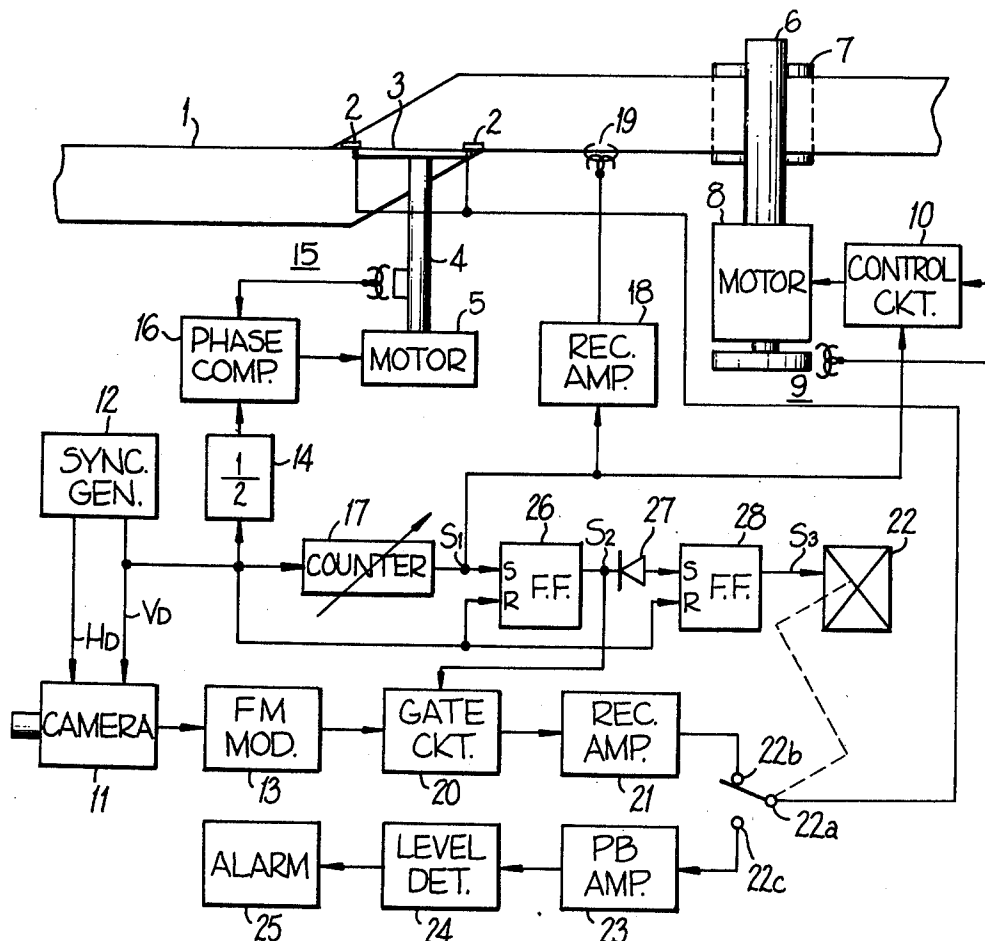 6
7
1
2
3
2
19
8
10
15
4
MOTOR
CONTROL
CKT.
16
5
18
PHASE
COMP.
MOTOR
REC.
AMP.
9
12
SYNC.
GEN.
1
2
14
17
26
27
28
22
COUNTER
S1
S
R
F.F.
S2
S
R
F.F.
S3
HD
VD
CAMERA
FM
MOD.
GATE
CKT.
REC.
AMP.
22b
11
13
20
21
22a
ALARM
LEVEL
DET.
PB
AMP.
22c
25
24
23